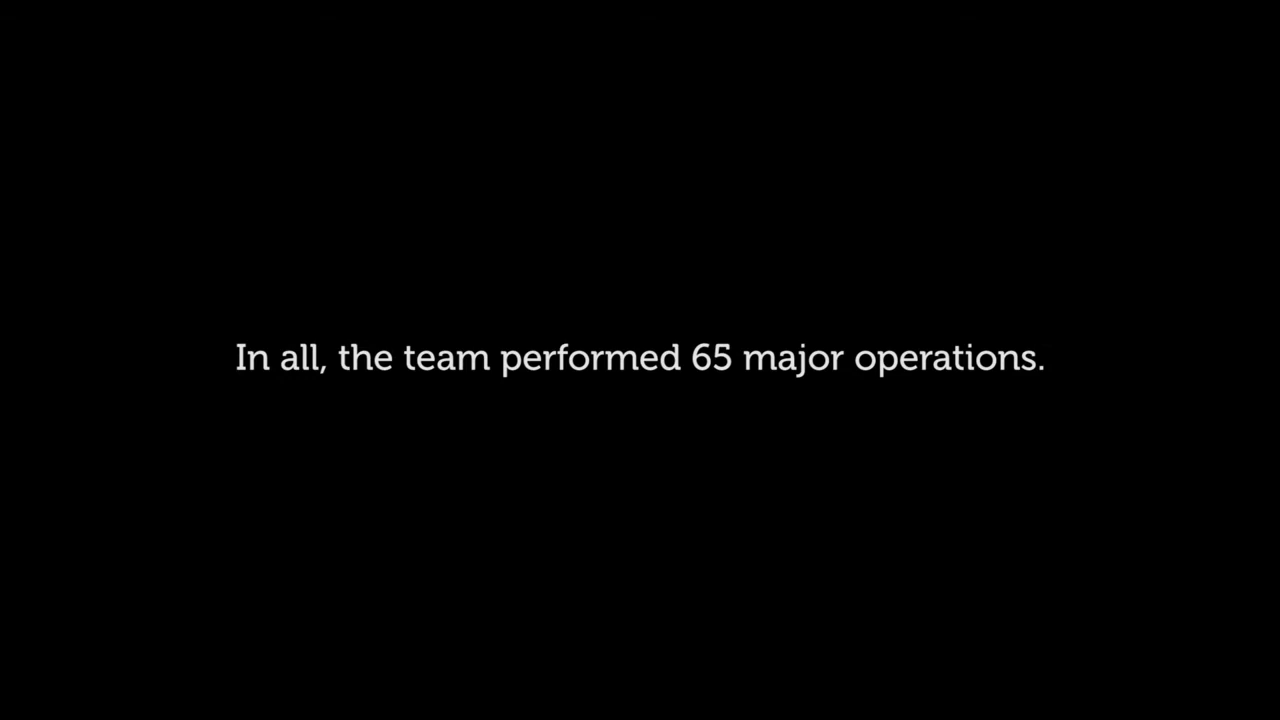 In all, the team performed 65 major operations.